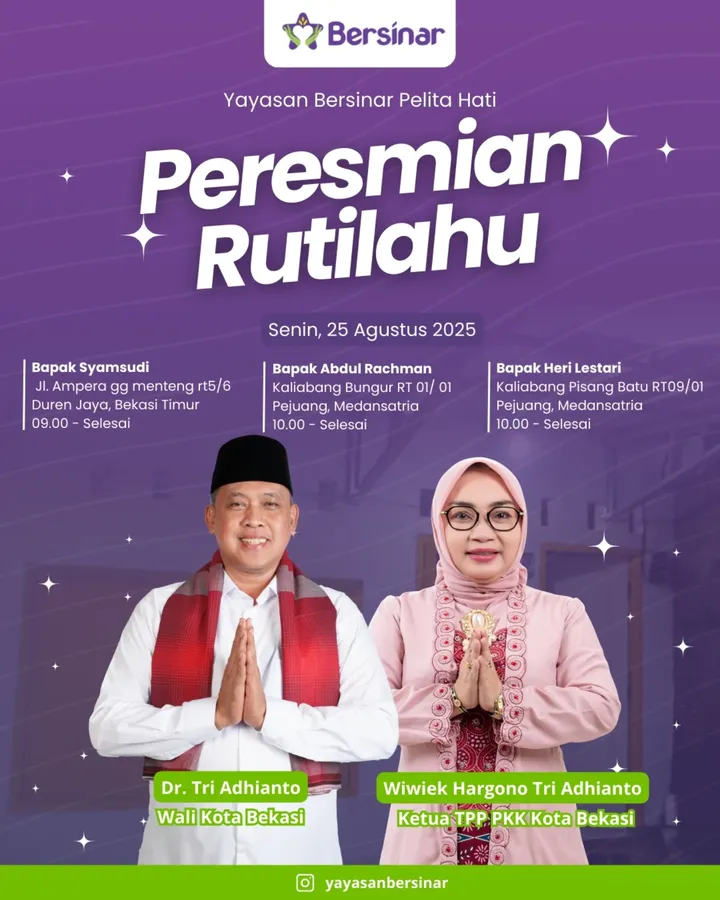 Bersinar
Yayasan Bersinar Pelita Hati
Peresmian
Rutilahu
Senin, 25 Agustus 2025
Bapak Syamsudi
Jl. Ampera gg menteng rt5/6
Duren Jaya, Bekasi Timur
09.00 - Selesai
Bapak Abdul Rachman
Kaliabang Bungur RT 01/ 01
Pejuang, Medansatria
10.00 - Selesai
Bapak Heri Lestari
Kaliabang Pisang Batu RT09/01
Pejuang, Medansatria
10.00 - Selesai
Dr. Tri Adhianto
Wali Kota Bekasi
Wiwiek Hargono Tri Adhianto
Ketua TPP PKK Kota Bekasi
yayasanbersinar